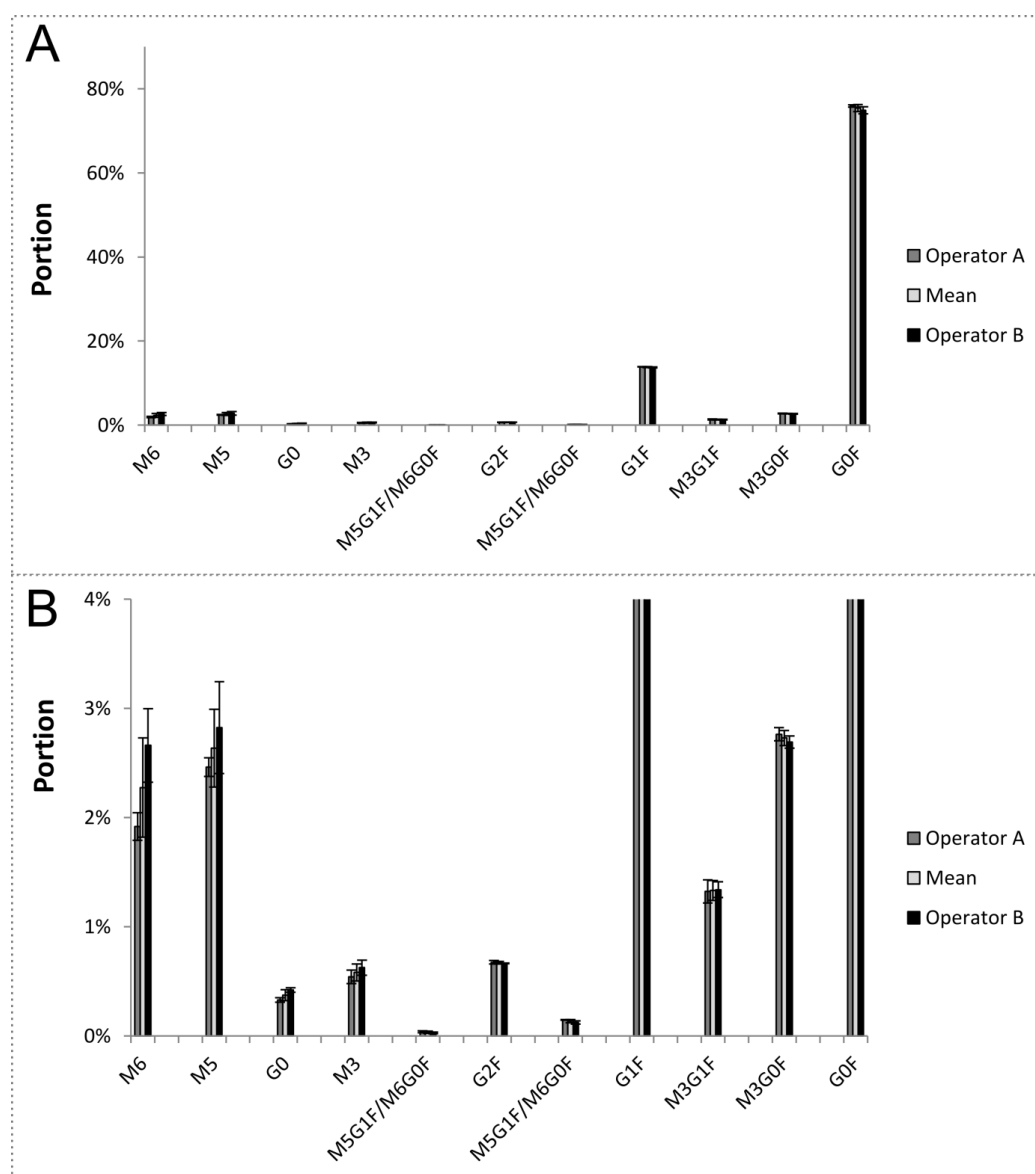 A
Portion
80%
60%
40%
20%
0%
M6
M5
G0
M3
M5G1F/M6G0F
G2F
M5G1F/M6G0F
G1F
M3G1F
M3G0F
G0F
Operator A
Mean
Operator B
B
Portion
4%
3%
2%
1%
0%
M6
M5
G0
M3
M5G1F/M6G0F
G2F
M5G1F/M6G0F
G1F
M3G1F
M3G0F
G0F
Operator A
Mean
Operator B